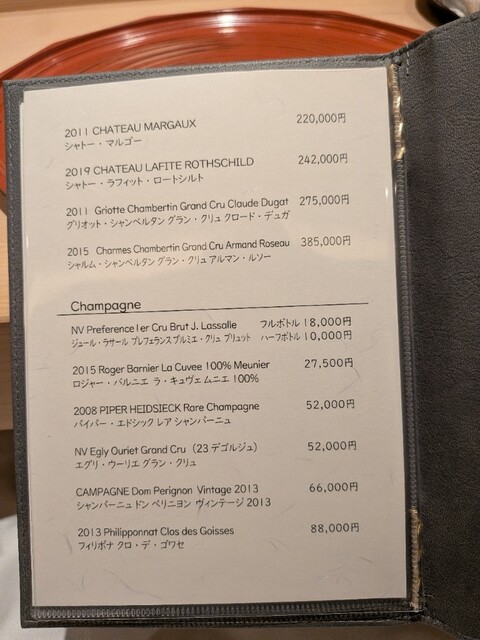 2011 CHATEAU MARGAUX 220,000円
シャトー・マルゴー
2019 CHATEAU LAFITE ROTHSCHILD 242,000円
シャトー・ラフィット・ロートシルト
2011 Griotte Chambertin Grand Cru Claude Dugat 275,000円
グリオット・シャンベルタン グラン・クリュ クロード・デュガ
2015 Charmes Chambertin Grand Cru Armand Roseau 385,000円
シャルム・シャンベルタン グラン・クリュ アルマン・ルソー
Champagne
NV Preference 1er Cru Brut J. Lassalle フルボトル 18,000円
ジュール・ラサール プレフェランス プルミエ・クリュ ブリュット ハーフボトル 10,000円
2015 Roger Barnier La Cuvee 100% Meunier 27,500円
ロジャー・バルニエ ラ・キュヴェ ムニエ 100%
2008 PIPER HEIDSIECK Rare Champagne 52,000円
パイパー・エドシック レア シャンパーニュ
NV Egly Ouriet Grand Cru（23 デゴルジュ） 52,000円
エグリ・ウーリエ グラン・クリュ
CAMPAGNE Dom Perignon Vintage 2013 66,000円
シャンパーニュ ドン ペリニヨン ヴィンテージ 2013
2013 Philipponnat Clos des Goisses 88,000円
フィリポナ クロ・デ・ゴワセ